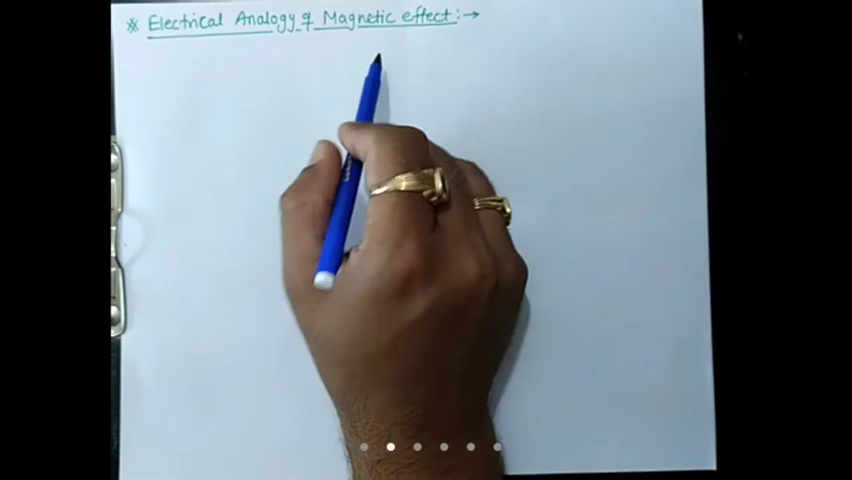 ※ Electrical Analogy of Magnetic effect :→